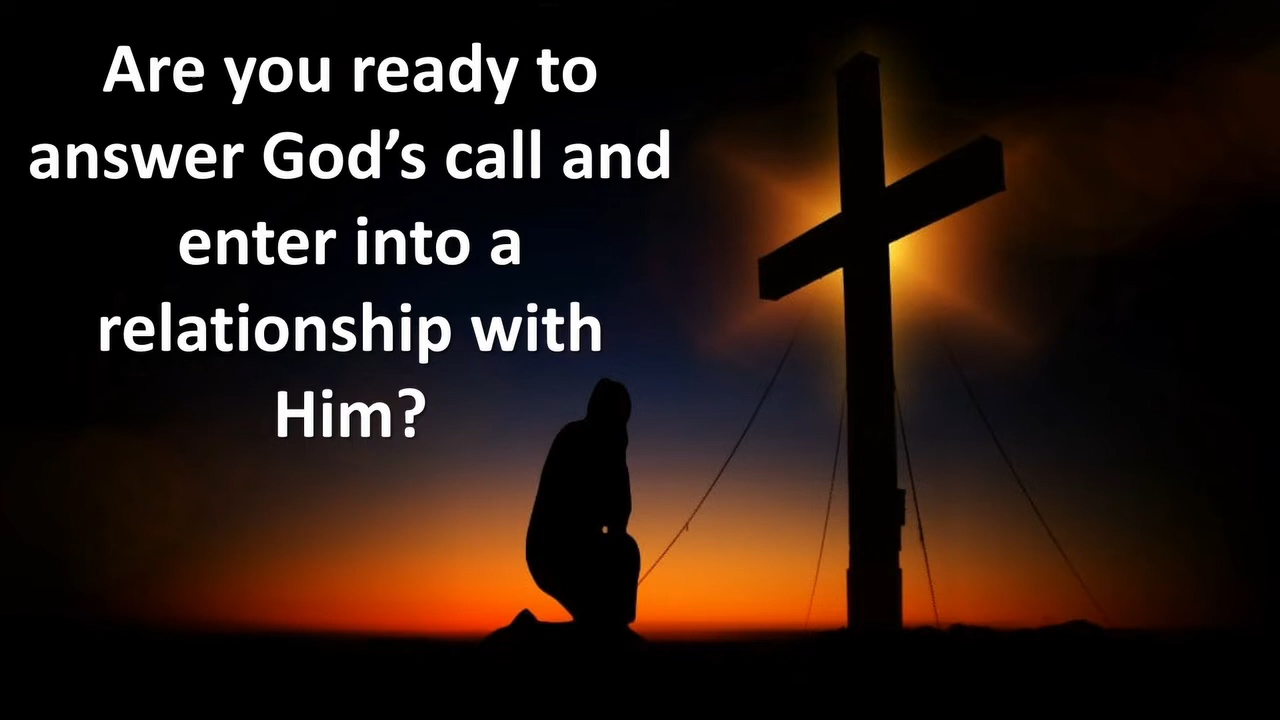 Are you ready to
answer God’s call and
enter into a
relationship with
Him?